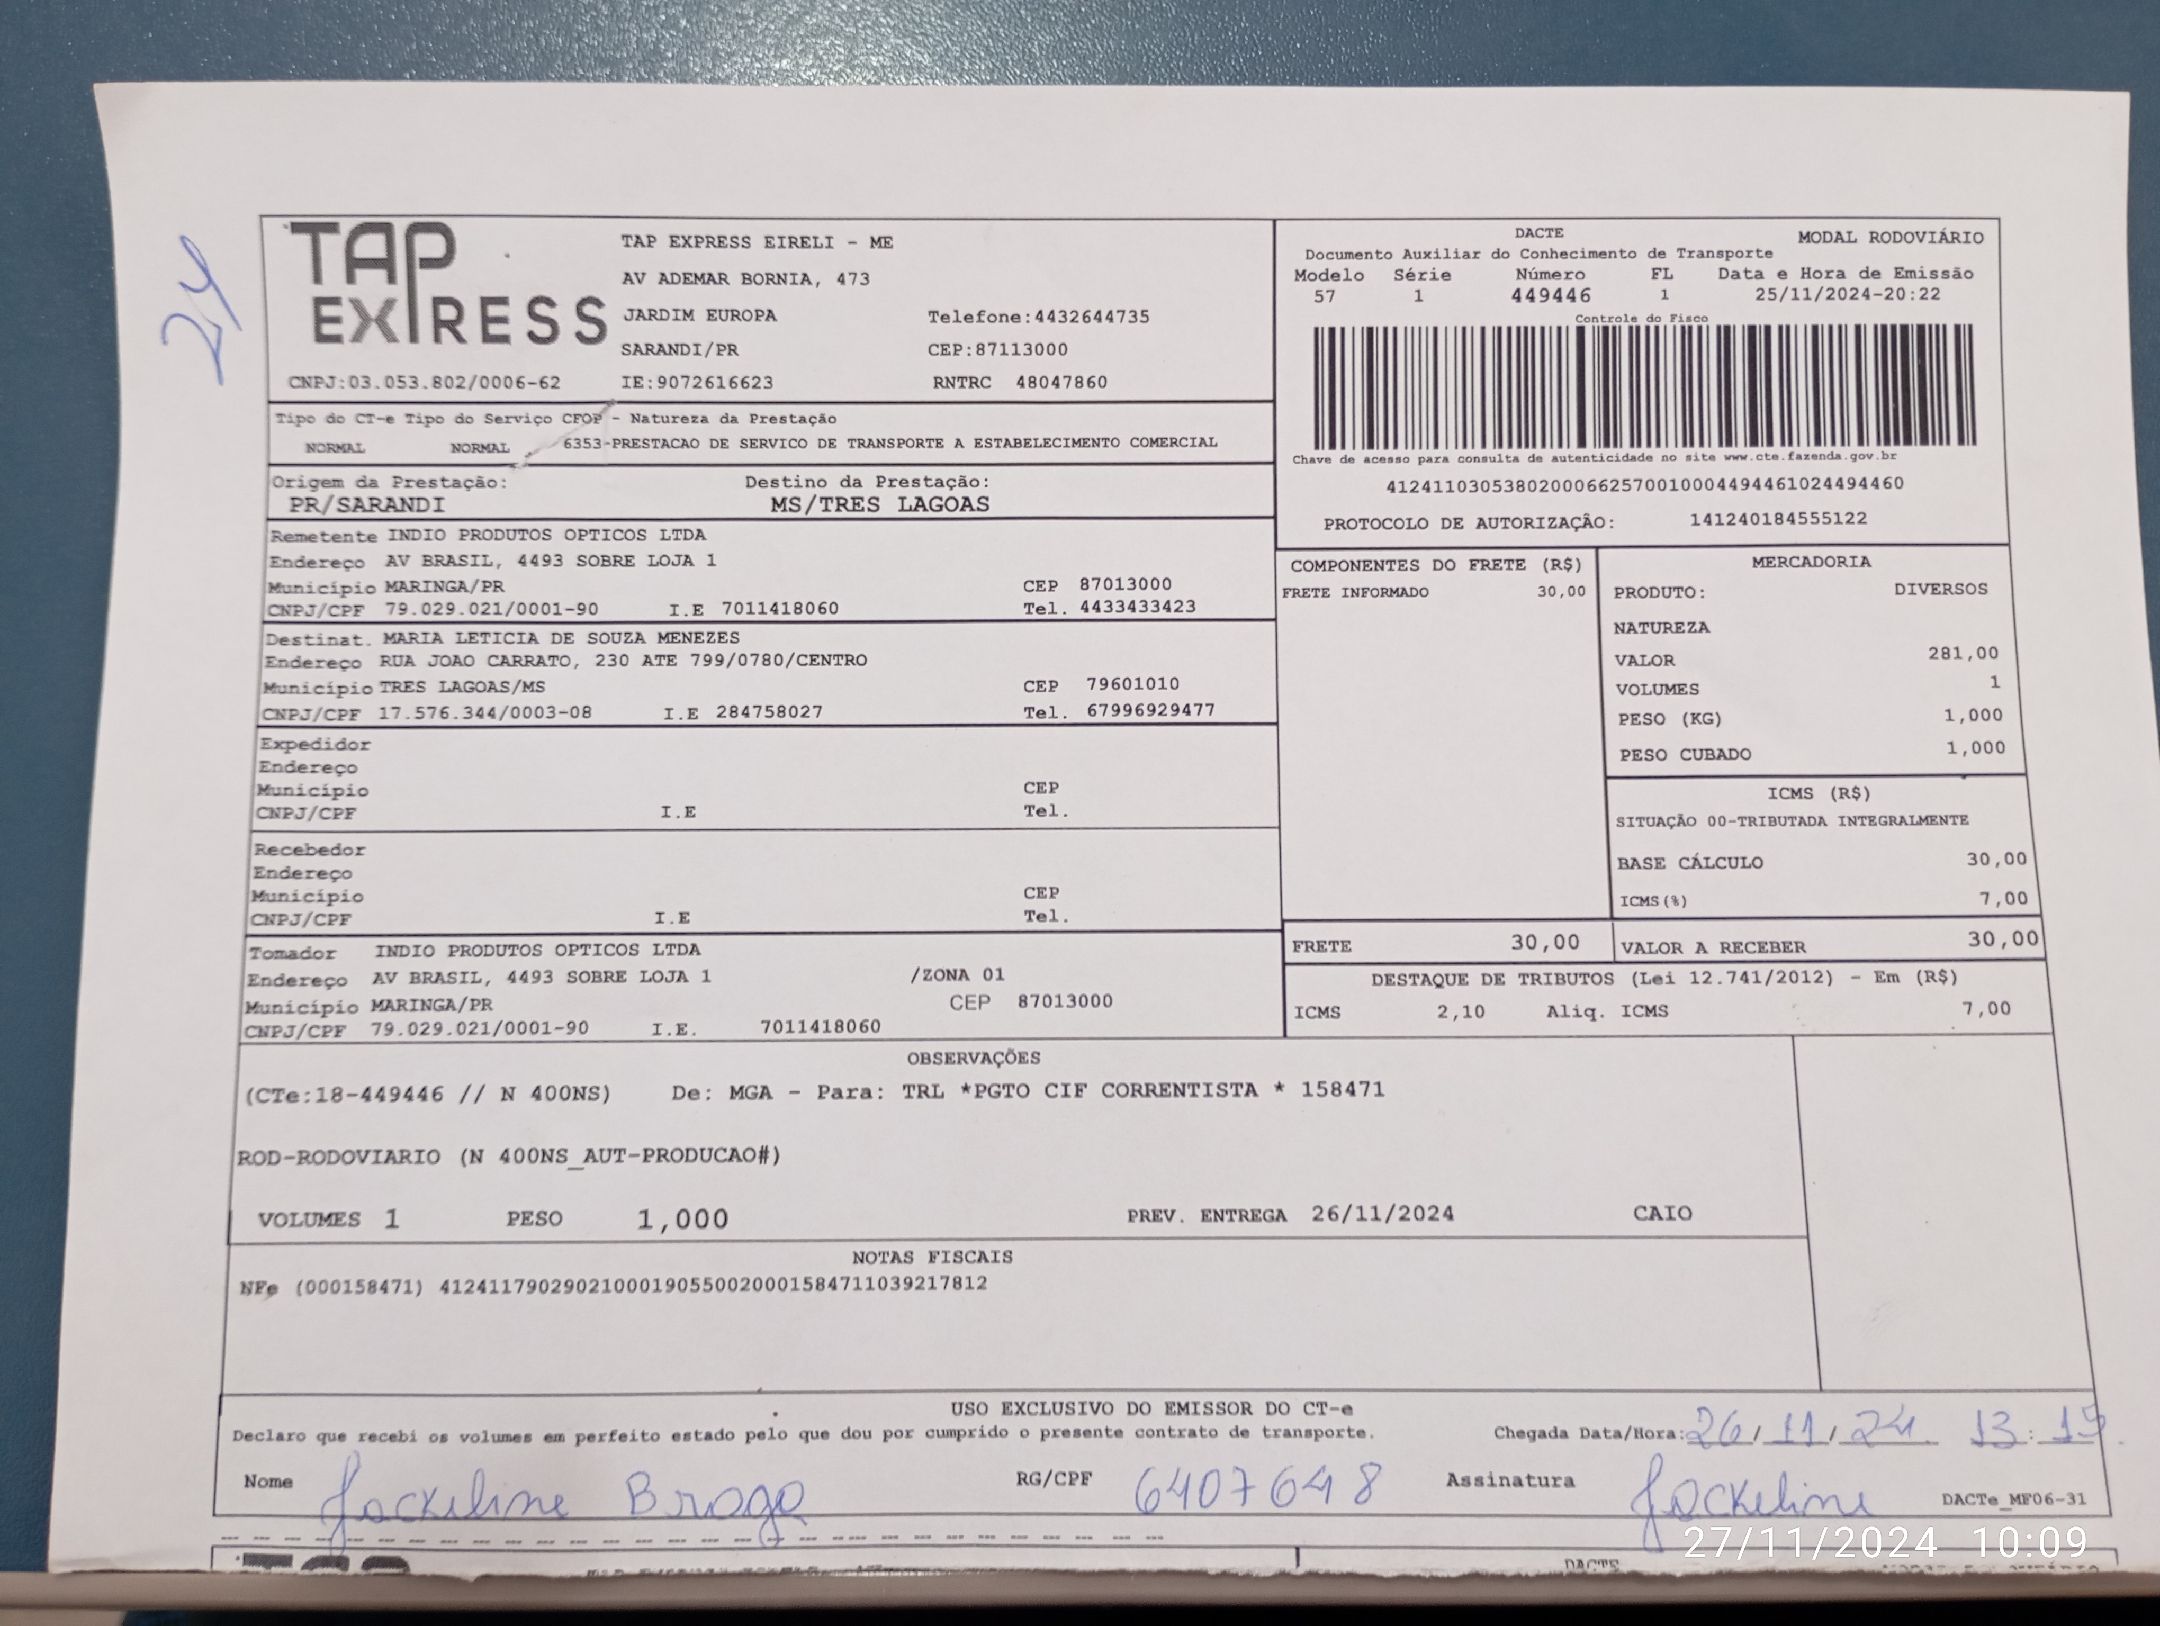 24
TAP EXPRESS
TAP EXPRESS EIRELI - ME
AV ADEMAR BORNIA, 473
JARDIM EUROPA Telefone:4432644735
SARANDI/PR CEP:87113000
CNPJ:03.053.802/0006-62 IE:9072616623 RNTRC 48047860
DACTE MODAL RODOVIÁRIO
Documento Auxiliar do Conhecimento de Transporte
Modelo Série Número FL Data e Hora de Emissão
57 1 449446 1 25/11/2024-20:22
Controle do Fisco
Chave de acesso para consulta de autenticidade no site www.cte.fazenda.gov.br
41241103053802000662570010004494461024494460
PROTOCOLO DE AUTORIZAÇÃO: 141240184555122
Tipo do CT-e Tipo do Serviço CFOP - Natureza da Prestação
NORMAL NORMAL 6353-PRESTACAO DE SERVICO DE TRANSPORTE A ESTABELECIMENTO COMERCIAL
Origem da Prestação: Destino da Prestação:
PR/SARANDI MS/TRES LAGOAS
Remetente INDIO PRODUTOS OPTICOS LTDA
Endereço AV BRASIL, 4493 SOBRE LOJA 1
Município MARINGA/PR CEP 87013000
CNPJ/CPF 79.029.021/0001-90 I.E 7011418060 Tel. 4433433423
Destinat. MARIA LETICIA DE SOUZA MENEZES
Endereço RUA JOAO CARRATO, 230 ATE 799/0780/CENTRO
Município TRES LAGOAS/MS CEP 79601010
CNPJ/CPF 17.576.344/0003-08 I.E 284758027 Tel. 67996929477
Expedidor
Endereço
Município CEP
CNPJ/CPF I.E Tel.
Recebedor
Endereço
Município CEP
CNPJ/CPF I.E Tel.
Tomador INDIO PRODUTOS OPTICOS LTDA
Endereço AV BRASIL, 4493 SOBRE LOJA 1 /ZONA 01
Município MARINGA/PR CEP 87013000
CNPJ/CPF 79.029.021/0001-90 I.E. 7011418060
COMPONENTES DO FRETE (R$)
FRETE INFORMADO 30,00
MERCADORIA
PRODUTO: DIVERSOS
NATUREZA
VALOR 281,00
VOLUMES 1
PESO (KG) 1,000
PESO CUBADO 1,000
ICMS (R$)
SITUAÇÃO 00-TRIBUTADA INTEGRALMENTE
BASE CÁLCULO 30,00
ICMS(%) 7,00
FRETE 30,00 VALOR A RECEBER 30,00
DESTAQUE DE TRIBUTOS (Lei 12.741/2012) - Em (R$)
ICMS 2,10 Aliq. ICMS 7,00
OBSERVAÇÕES
(CTe:18-449446 // N 400NS) De: MGA - Para: TRL *PGTO CIF CORRENTISTA * 158471
ROD-RODOVIARIO (N 400NS_AUT-PRODUCAO#)
VOLUMES 1 PESO 1,000 PREV. ENTREGA 26/11/2024 CAIO
NOTAS FISCAIS
NFe (000158471) 41241179029021000190550020001584711039217812
USO EXCLUSIVO DO EMISSOR DO CT-e
Declaro que recebi os volumes em perfeito estado pelo que dou por cumprido o presente contrato de transporte. Chegada Data/Hora: 26/11/24 13:15
Nome Jackeline Braga RG/CPF 6407648 Assinatura Jackeline DACTe_MF06-31
27/11/2024 10:09
DACTE